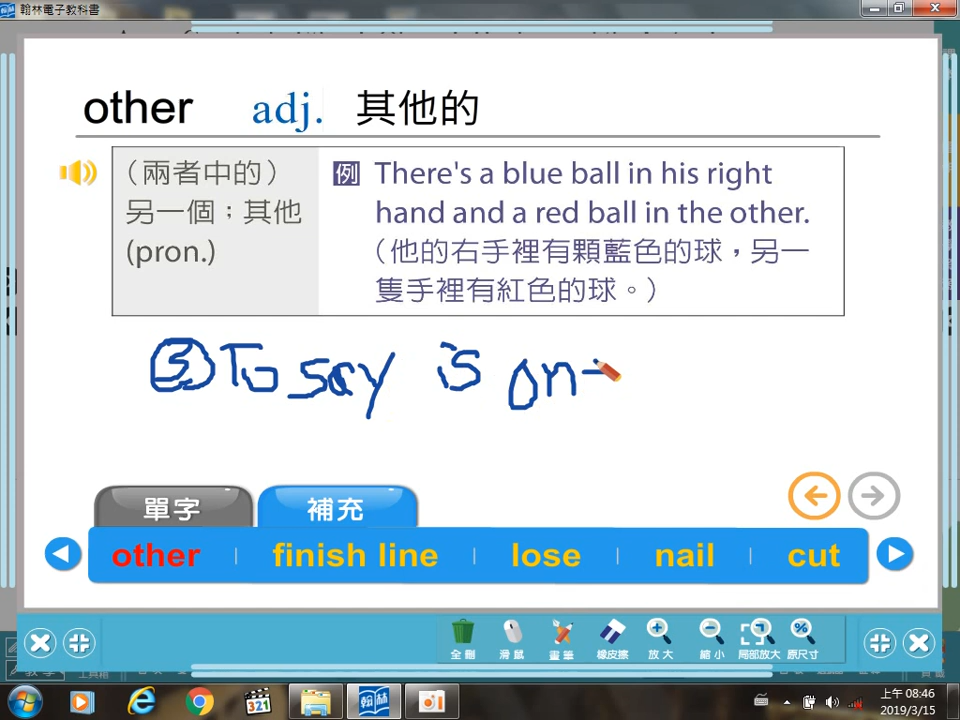 翰林電子教科書
other adj. 其他的
（兩者中的）
另一個；其他
(pron.)
例 There's a blue ball in his right
hand and a red ball in the other.
（他的右手裡有顆藍色的球，另一
隻手裡有紅色的球。）
⑤ To say is on
單字 補充
other finish line lose nail cut
全刪 滑鼠 畫筆 橡皮擦 放大 縮小 局部放大 原尺寸
321 翰林 上午 08:46
2019/3/15